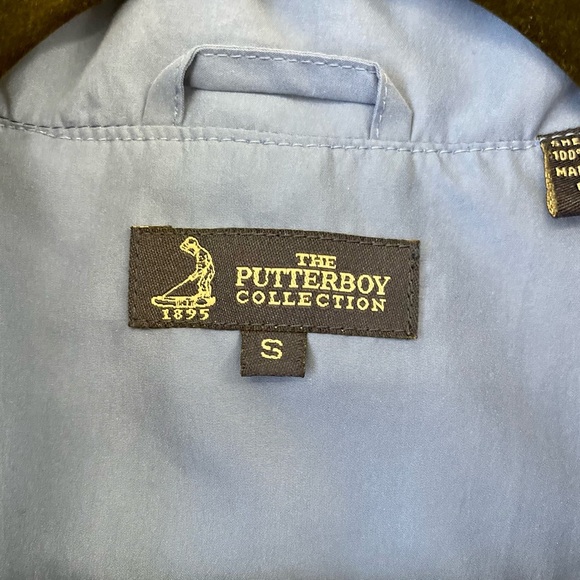 THE
PUTTERBOY
COLLECTION
1895
S
100%